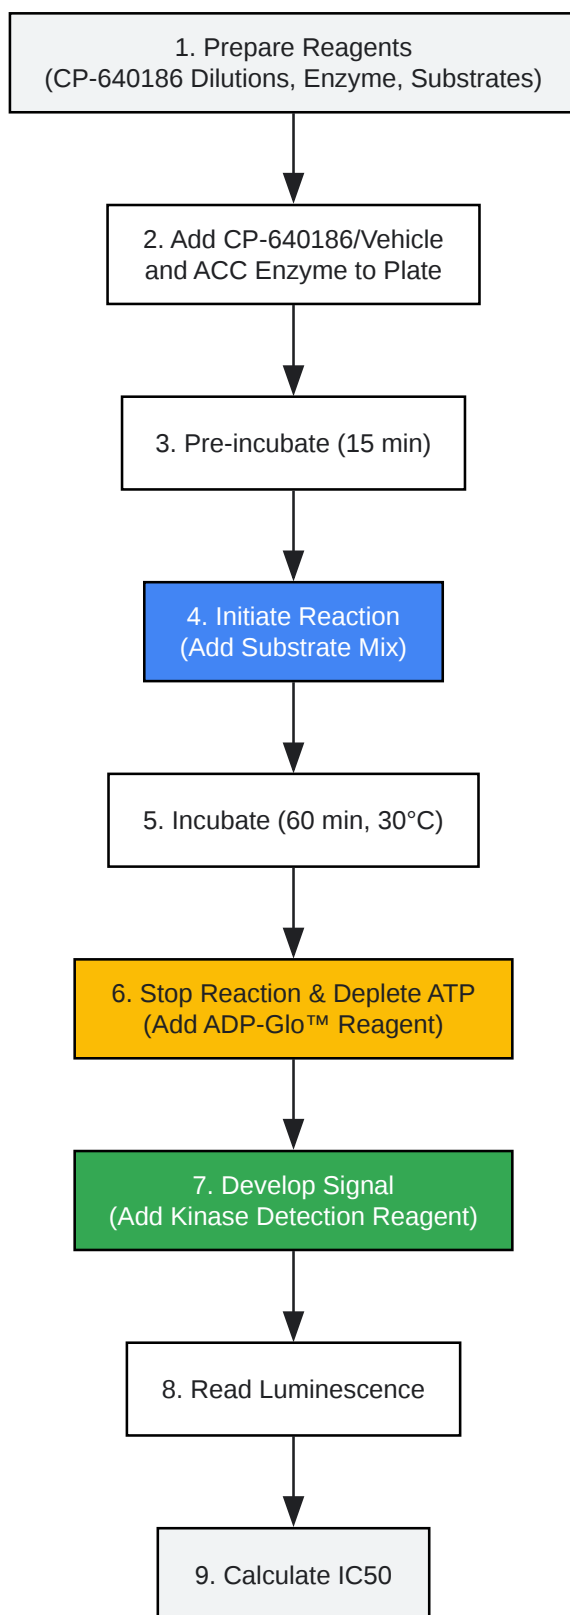 1. Prepare Reagents
(CP-640186 Dilutions, Enzyme, Substrates)
2. Add CP-640186/Vehicle
and ACC Enzyme to Plate
3. Pre-incubate (15 min)
4. Initiate Reaction
(Add Substrate Mix)
5. Incubate (60 min, 30°C)
6. Stop Reaction & Deplete ATP
(Add ADP-Glo™ Reagent)
7. Develop Signal
(Add Kinase Detection Reagent)
8. Read Luminescence
9. Calculate IC50